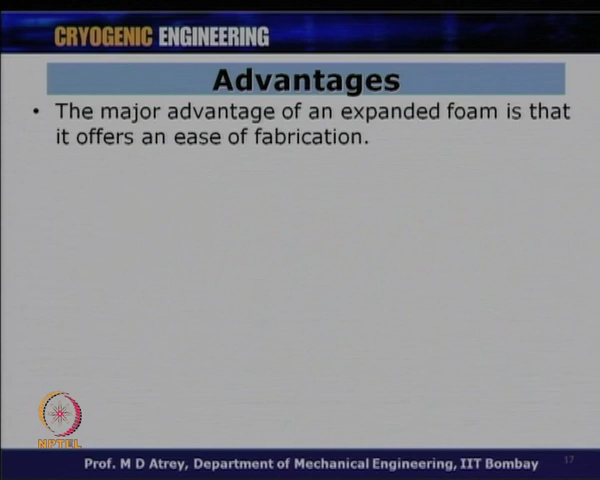 CRYOGENIC ENGINEERING
Advantages
• The major advantage of an expanded foam is that
it offers an ease of fabrication.
NPTEL
Prof. M D Atrey, Department of Mechanical Engineering, IIT Bombay
17